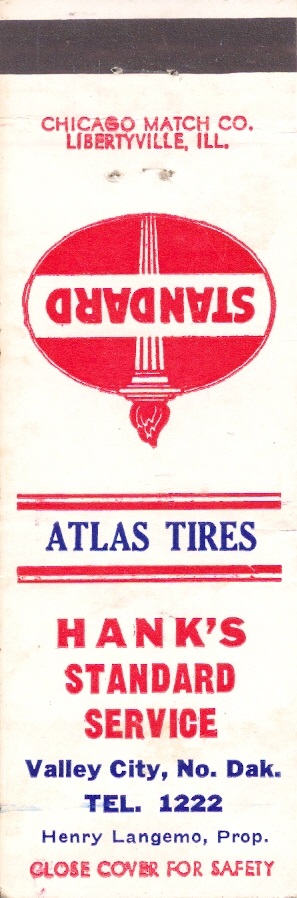 CHICAGO MATCH CO.
LIBERTYVILLE, ILL.
STANDARD
ATLAS TIRES
HANK'S
STANDARD
SERVICE
Valley City, No. Dak.
TEL. 1222
Henry Langemo, Prop.
CLOSE COVER FOR SAFETY